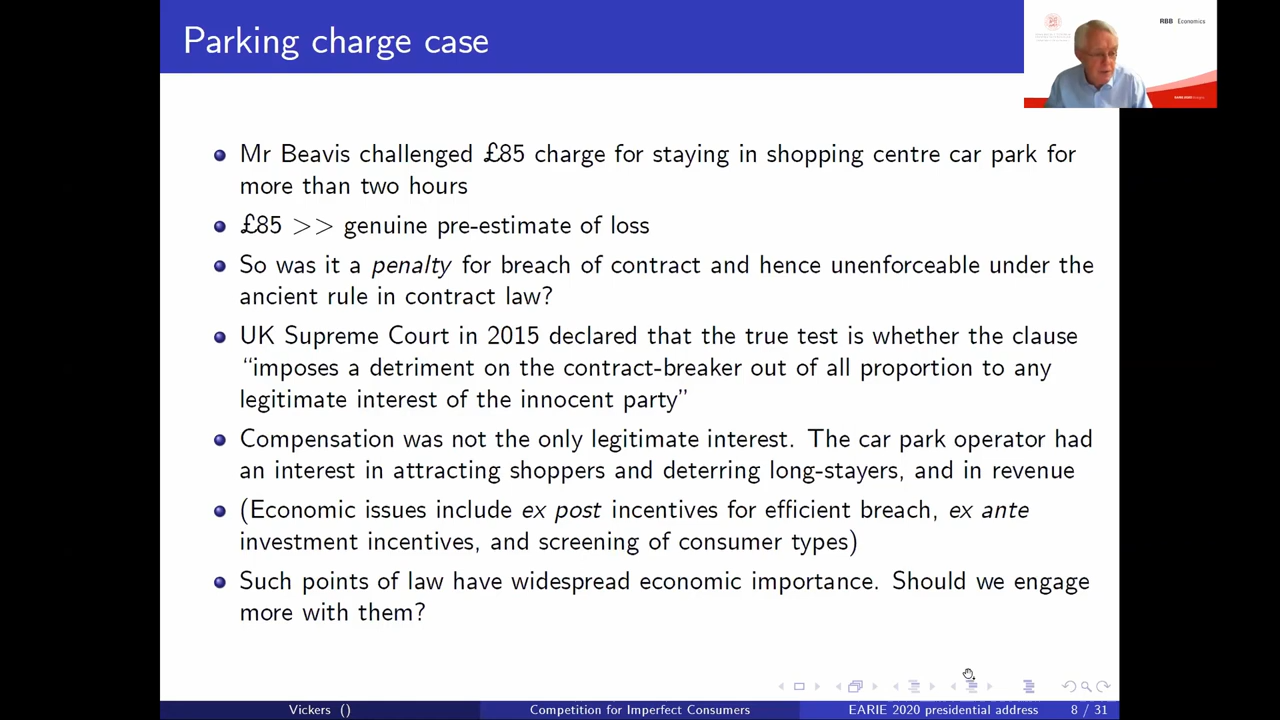 Parking charge case
RBB Economics
Mr Beavis challenged £85 charge for staying in shopping centre car park for
more than two hours
£85 >> genuine pre-estimate of loss
So was it a penalty for breach of contract and hence unenforceable under the
ancient rule in contract law?
UK Supreme Court in 2015 declared that the true test is whether the clause
“imposes a detriment on the contract-breaker out of all proportion to any
legitimate interest of the innocent party”
Compensation was not the only legitimate interest. The car park operator had
an interest in attracting shoppers and deterring long-stayers, and in revenue
(Economic issues include ex post incentives for efficient breach, ex ante
investment incentives, and screening of consumer types)
Such points of law have widespread economic importance. Should we engage
more with them?
Vickers () Competition for Imperfect Consumers EARIE 2020 presidential address 8 / 31